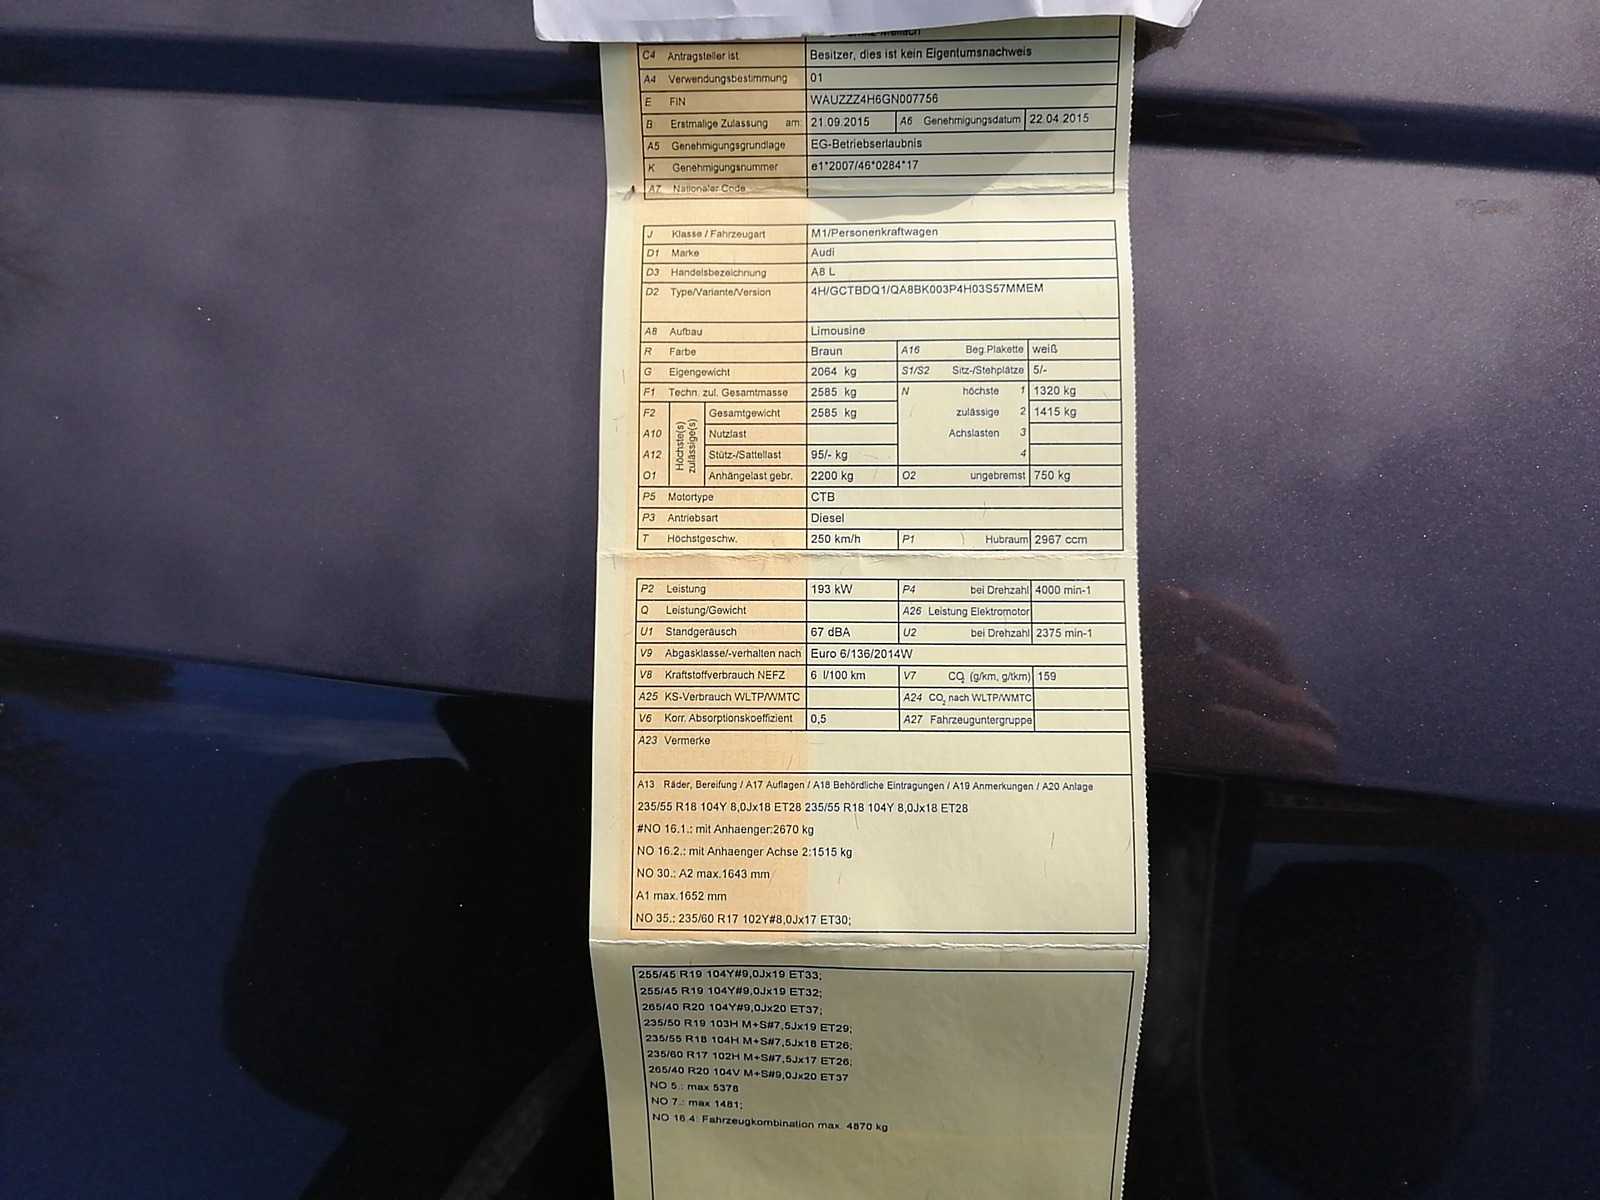 C4 Antragsteller ist Besitzer, dies ist kein Eigentumsnachweis
A4 Verwendungsbestimmung 01
E FIN WAUZZZ4H6GN007756
B Erstmalige Zulassung am: 21.09.2015 A6 Genehmigungsdatum 22.04.2015
A5 Genehmigungsgrundlage EG-Betriebserlaubnis
K Genehmigungsnummer e1*2007/46*0284*17
A7 Nationaler Code
J Klasse / Fahrzeugart M1/Personenkraftwagen
D1 Marke Audi
D3 Handelsbezeichnung A8 L
D2 Type/Variante/Version 4H/GCTBDQ1/QA8BK003P4H03S57MMEM
A8 Aufbau Limousine
R Farbe Braun A16 Beg.Plakette weiß
G Eigengewicht 2064 kg S1/S2 Sitz-/Stehplätze 5/-
F1 Techn. zul. Gesamtmasse 2585 kg N höchste 1 1320 kg
F2 Höchste(s) zulässige(s) Gesamtgewicht 2585 kg zulässige 2 1415 kg
A10 Nutzlast Achslasten 3
A12 Stütz-/Sattellast 95/- kg 4
O1 Anhängelast gebr. 2200 kg O2 ungebremst 750 kg
P5 Motortype CTB
P3 Antriebsart Diesel
T Höchstgeschw. 250 km/h P1 Hubraum 2967 ccm
P2 Leistung 193 kW P4 bei Drehzahl 4000 min-1
Q Leistung/Gewicht A26 Leistung Elektromotor
U1 Standgeräusch 67 dBA U2 bei Drehzahl 2375 min-1
V9 Abgasklasse/-verhalten nach Euro 6/136/2014W
V8 Kraftstoffverbrauch NEFZ 6 l/100 km V7 CO2 (g/km, g/tkm) 159
A25 KS-Verbrauch WLTP/WMTC A24 CO2 nach WLTP/WMTC
V6 Korr. Absorptionskoeffizient 0,5 A27 Fahrzeuguntergruppe
A23 Vermerke
A13 Räder, Bereifung / A17 Auflagen / A18 Behördliche Eintragungen / A19 Anmerkungen / A20 Anlage
235/55 R18 104Y 8,0Jx18 ET28 235/55 R18 104Y 8,0Jx18 ET28
#NO 16.1.: mit Anhaenger:2670 kg
NO 16.2.: mit Anhaenger Achse 2:1515 kg
NO 30.: A2 max.1643 mm
A1 max.1652 mm
NO 35.: 235/60 R17 102Y#8,0Jx17 ET30;
255/45 R19 104Y#9,0Jx19 ET33;
255/45 R19 104Y#9,0Jx19 ET32;
265/40 R20 104Y#9,0Jx20 ET37;
235/50 R19 103H M+S#7,5Jx19 ET29;
235/55 R18 104H M+S#7,5Jx18 ET26;
235/60 R17 102H M+S#7,5Jx17 ET26;
265/40 R20 104V M+S#9,0Jx20 ET37
NO 5.: max 5378
NO 7.: max 1481;
NO 16.4: Fahrzeugkombination max. 4870 kg